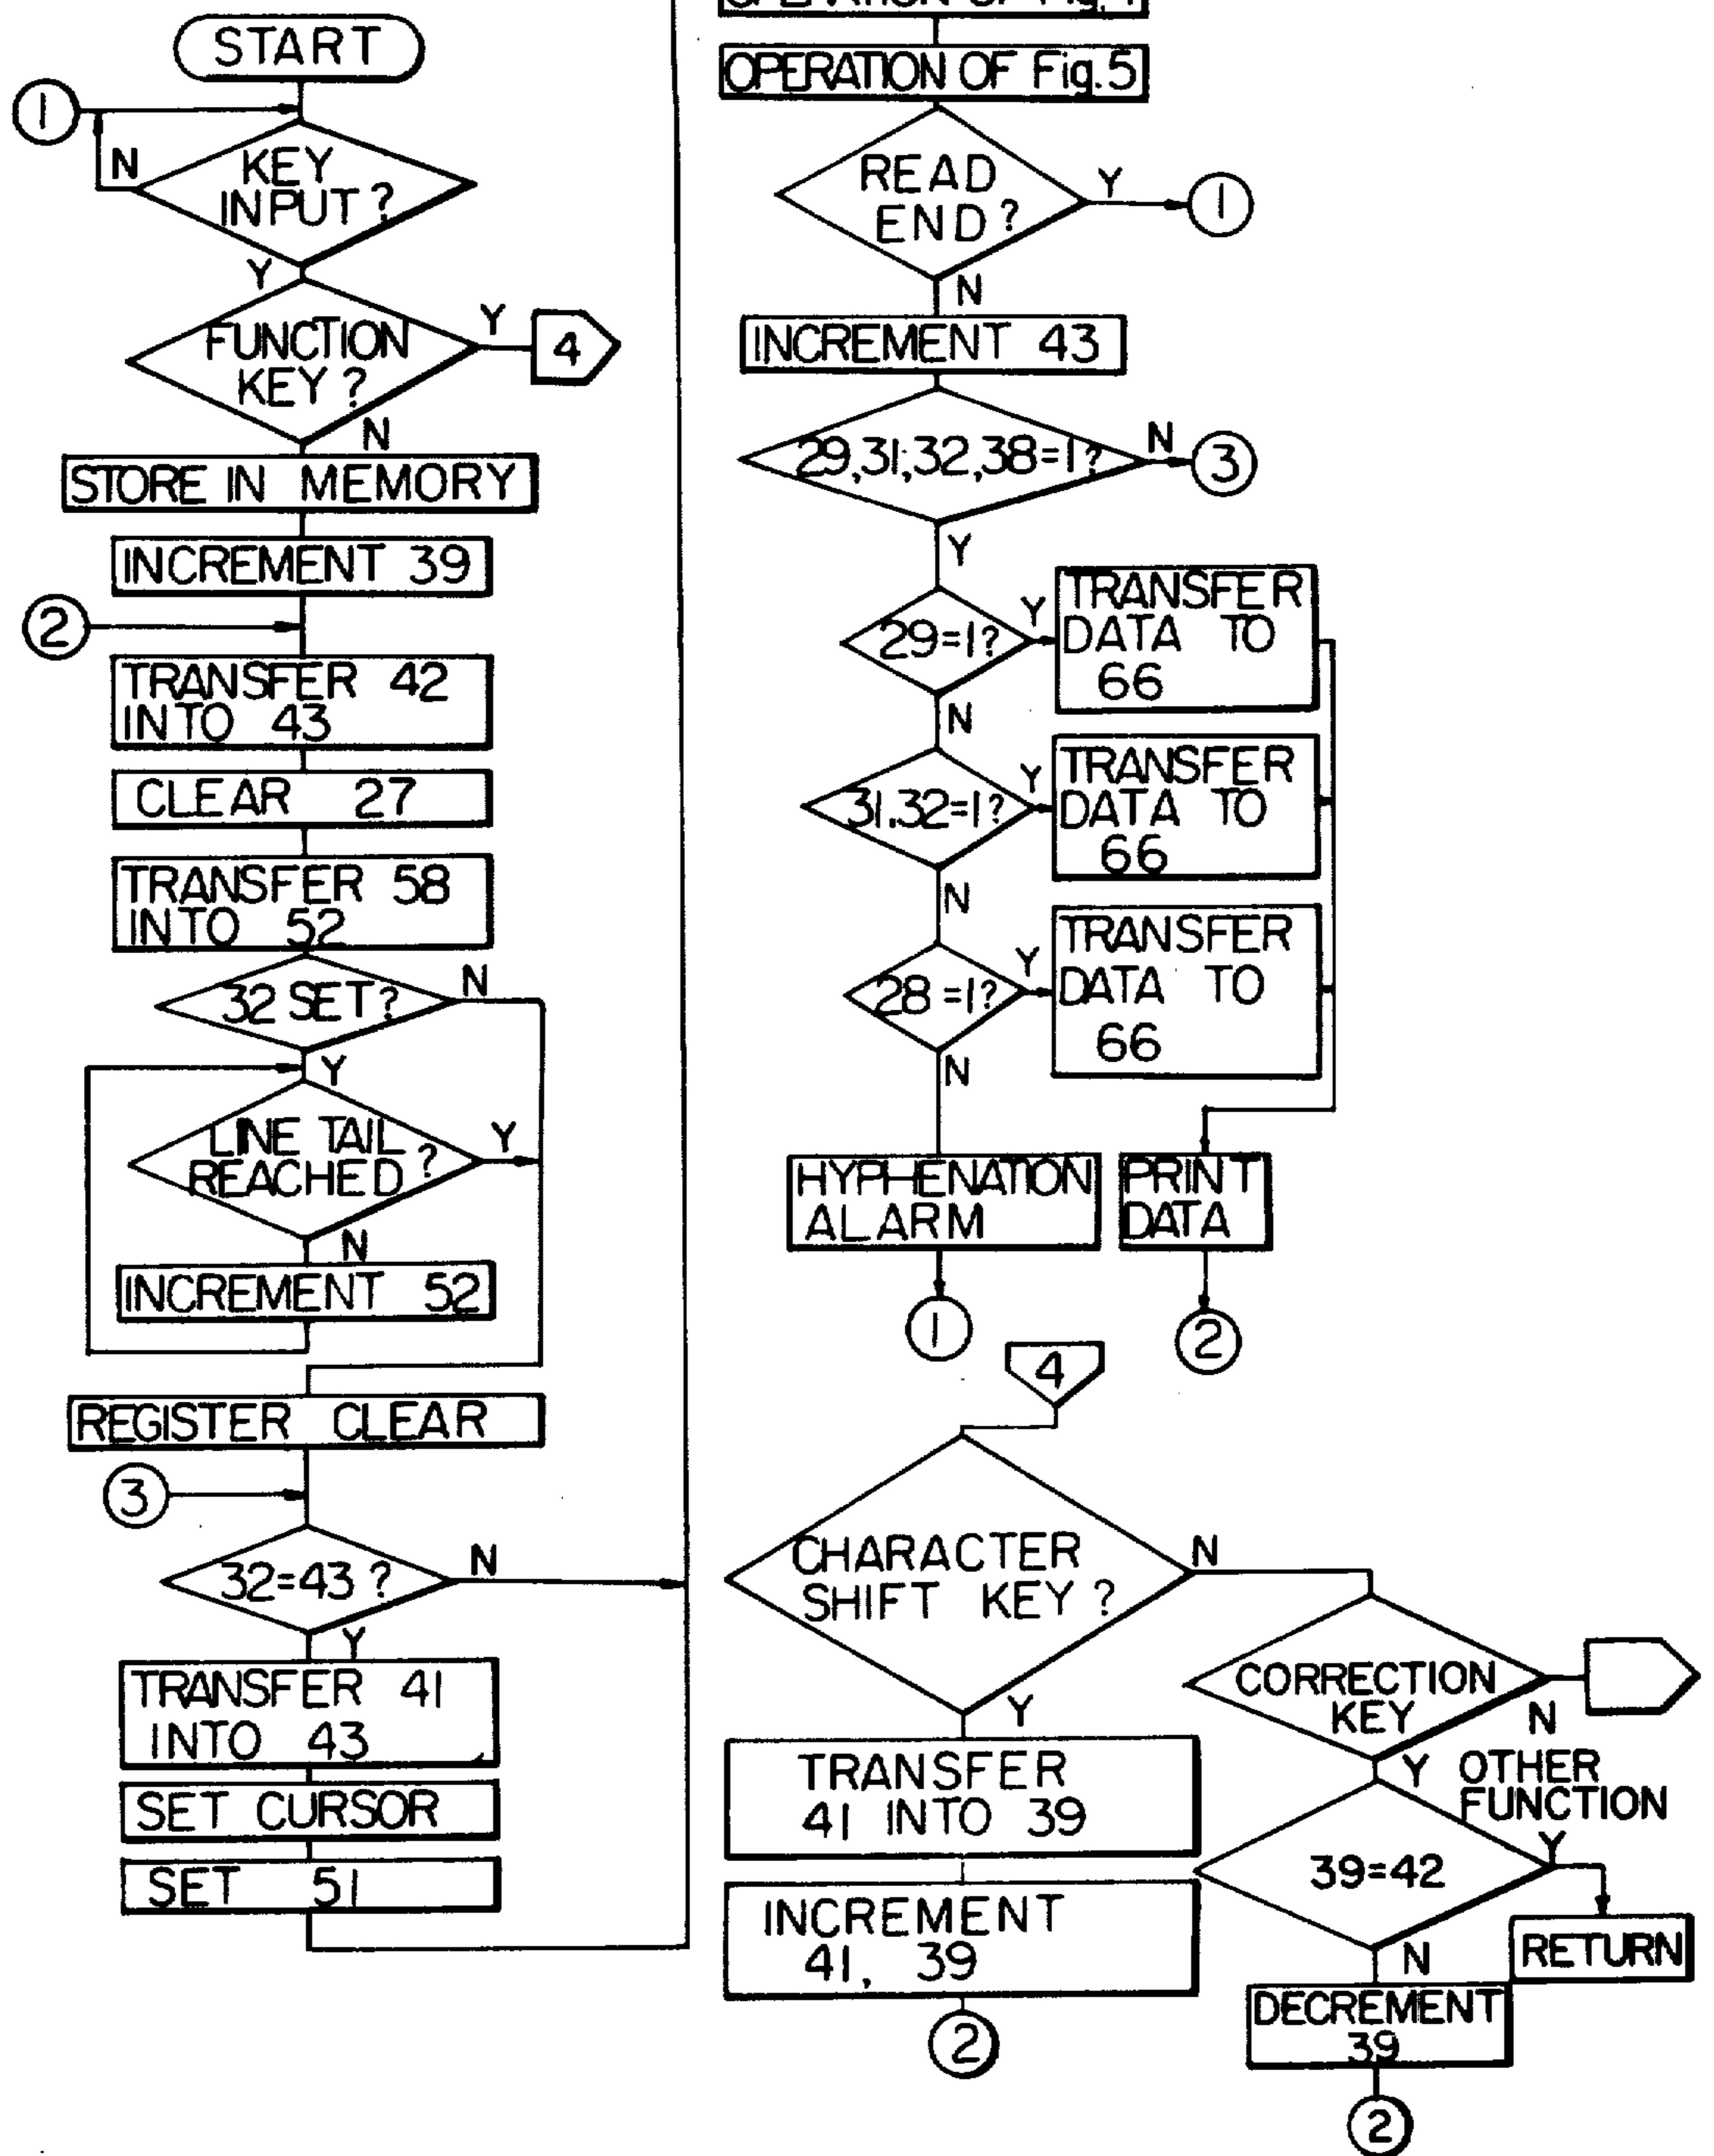 START
1
N
KEY
INPUT?
Y
FUNCTION
KEY?
Y
4
N
STORE IN MEMORY
INCREMENT 39
2
TRANSFER 42
INTO 43
CLEAR 27
TRANSFER 58
INTO 52
32 SET?
N
Y
LINE TAIL
REACHED?
Y
N
INCREMENT 52
REGISTER CLEAR
3
32=43?
N
Y
TRANSFER 41
INTO 43
SET CURSOR
SET 51
OPERATION OF Fig.
OPERATION OF Fig.5
READ
END?
Y
1
N
INCREMENT 43
29,31,32,38=1?
N
3
Y
29=1?
Y
TRANSFER
DATA TO
66
N
31.32=1?
Y
TRANSFER
DATA TO
66
N
28=1?
Y
TRANSFER
DATA TO
66
N
HYPHENATION
ALARM
PRINT
DATA
1
2
4
CHARACTER
SHIFT KEY?
N
Y
TRANSFER
41 INTO 39
INCREMENT
41, 39
2
CORRECTION
KEY
N
Y
OTHER
FUNCTION
39=42
Y
RETURN
N
DECREMENT
39
2